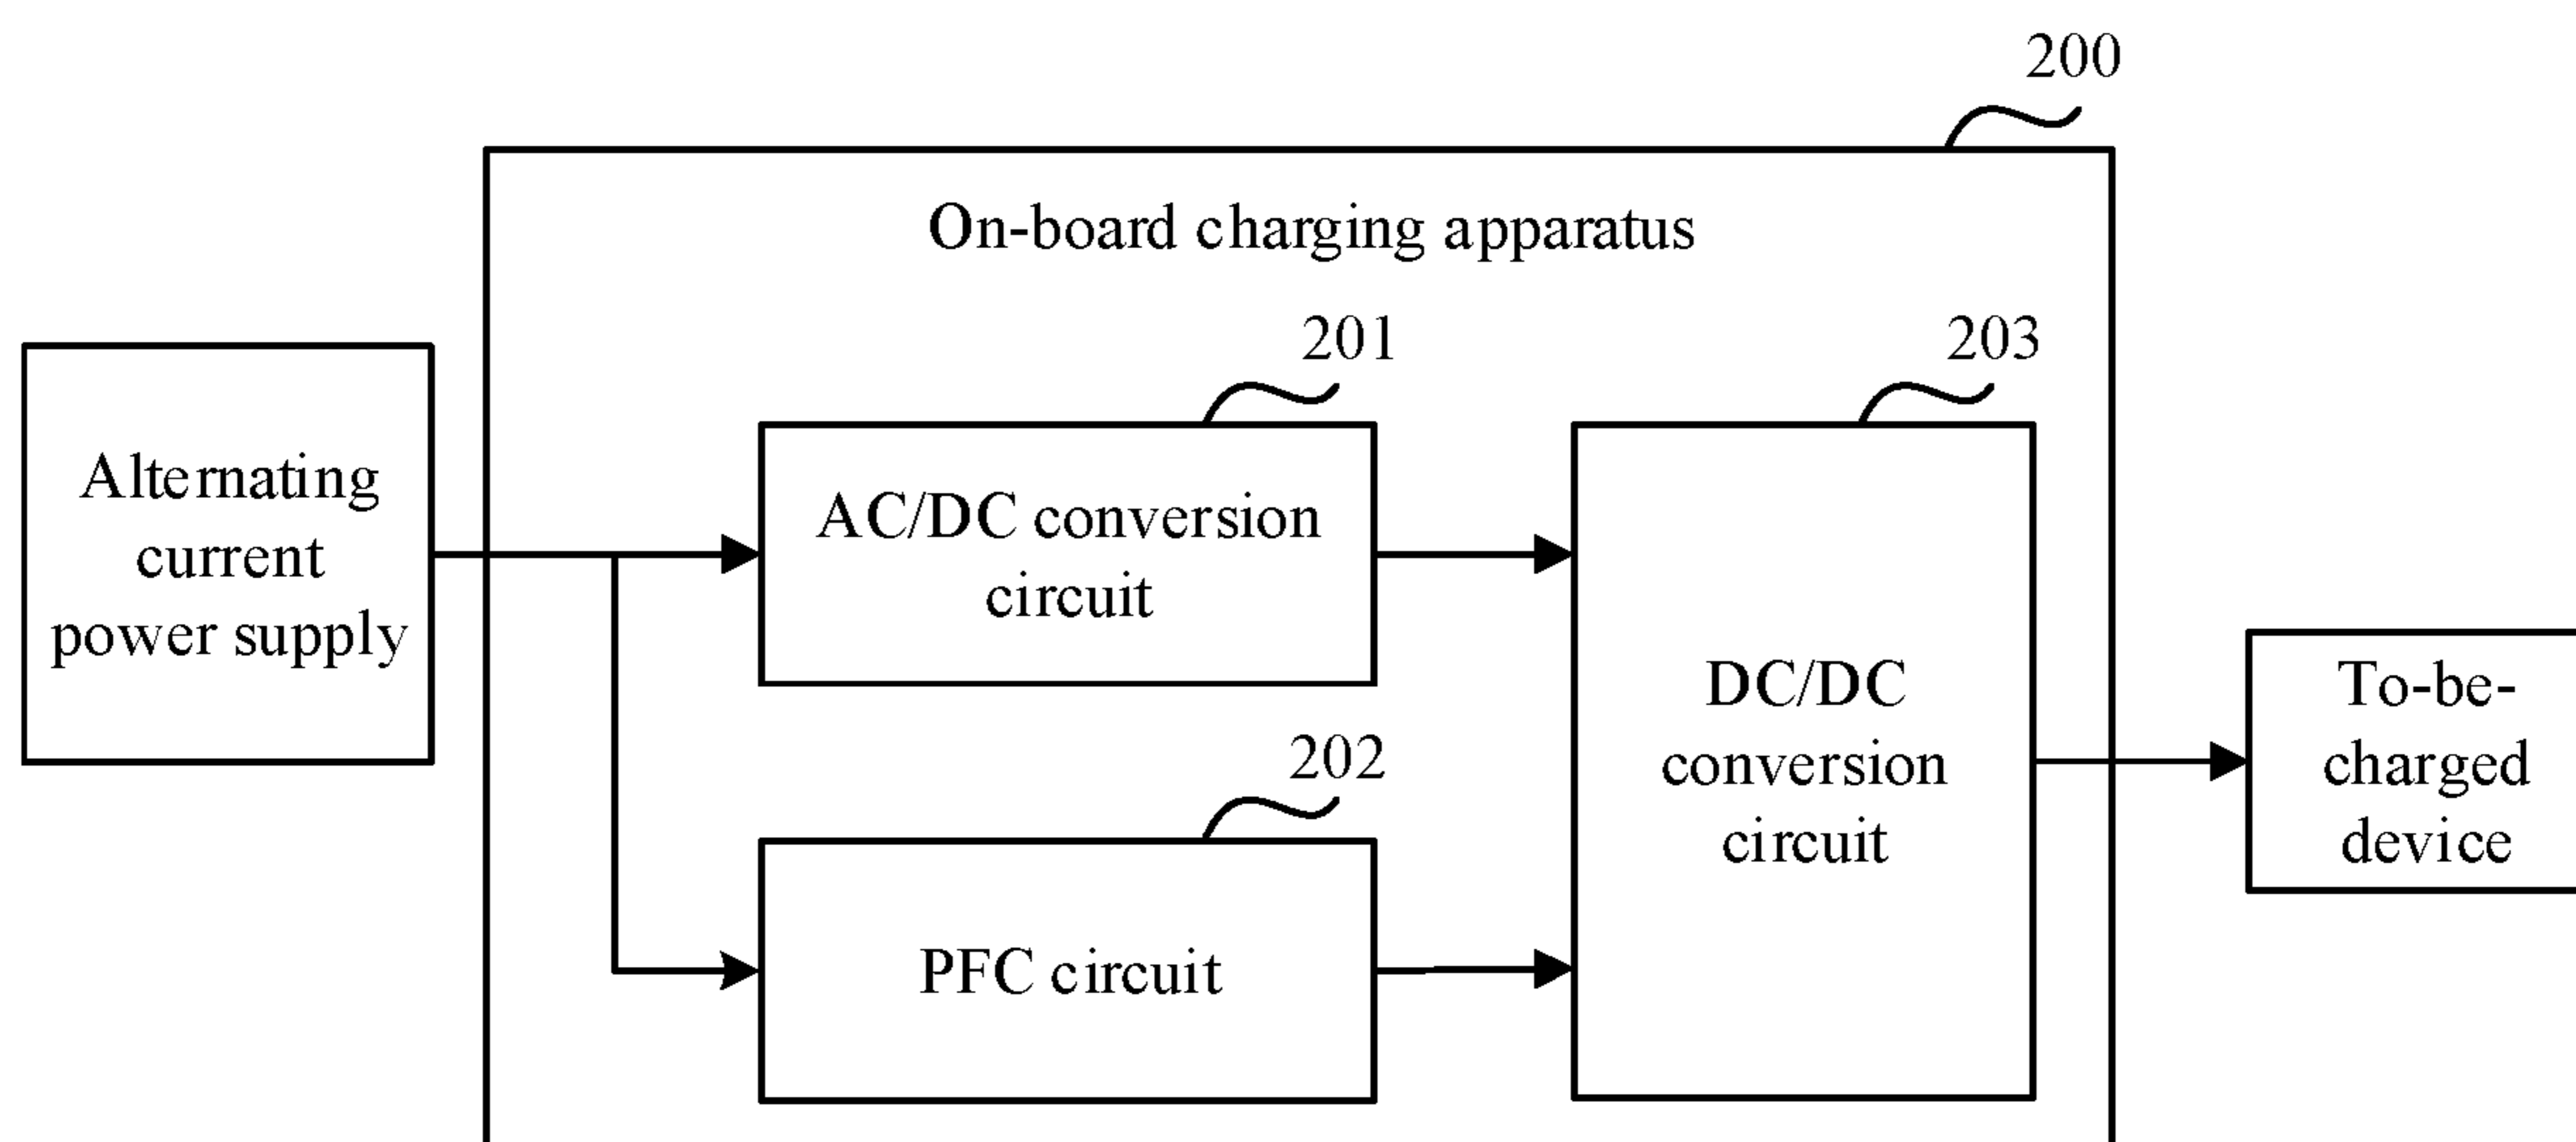 200
On-board charging apparatus
201
203
Alternating
current
power supply
AC/DC conversion
circuit
DC/DC
conversion
circuit
To-be-
charged
device
202
PFC circuit